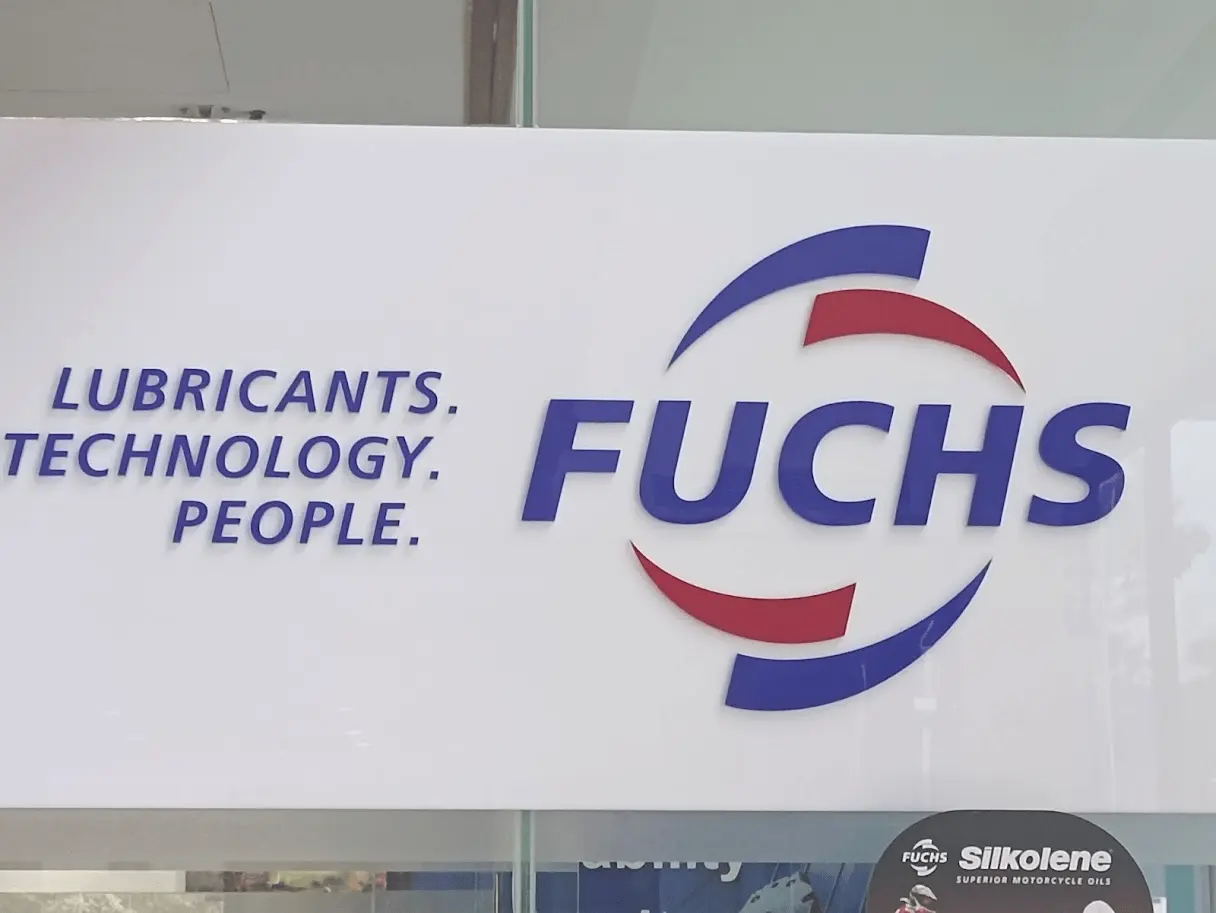 LUBRICANTS.
TECHNOLOGY.
PEOPLE.
FUCHS
FUCHS Silkolene
SUPERIOR MOTORCYCLE OILS